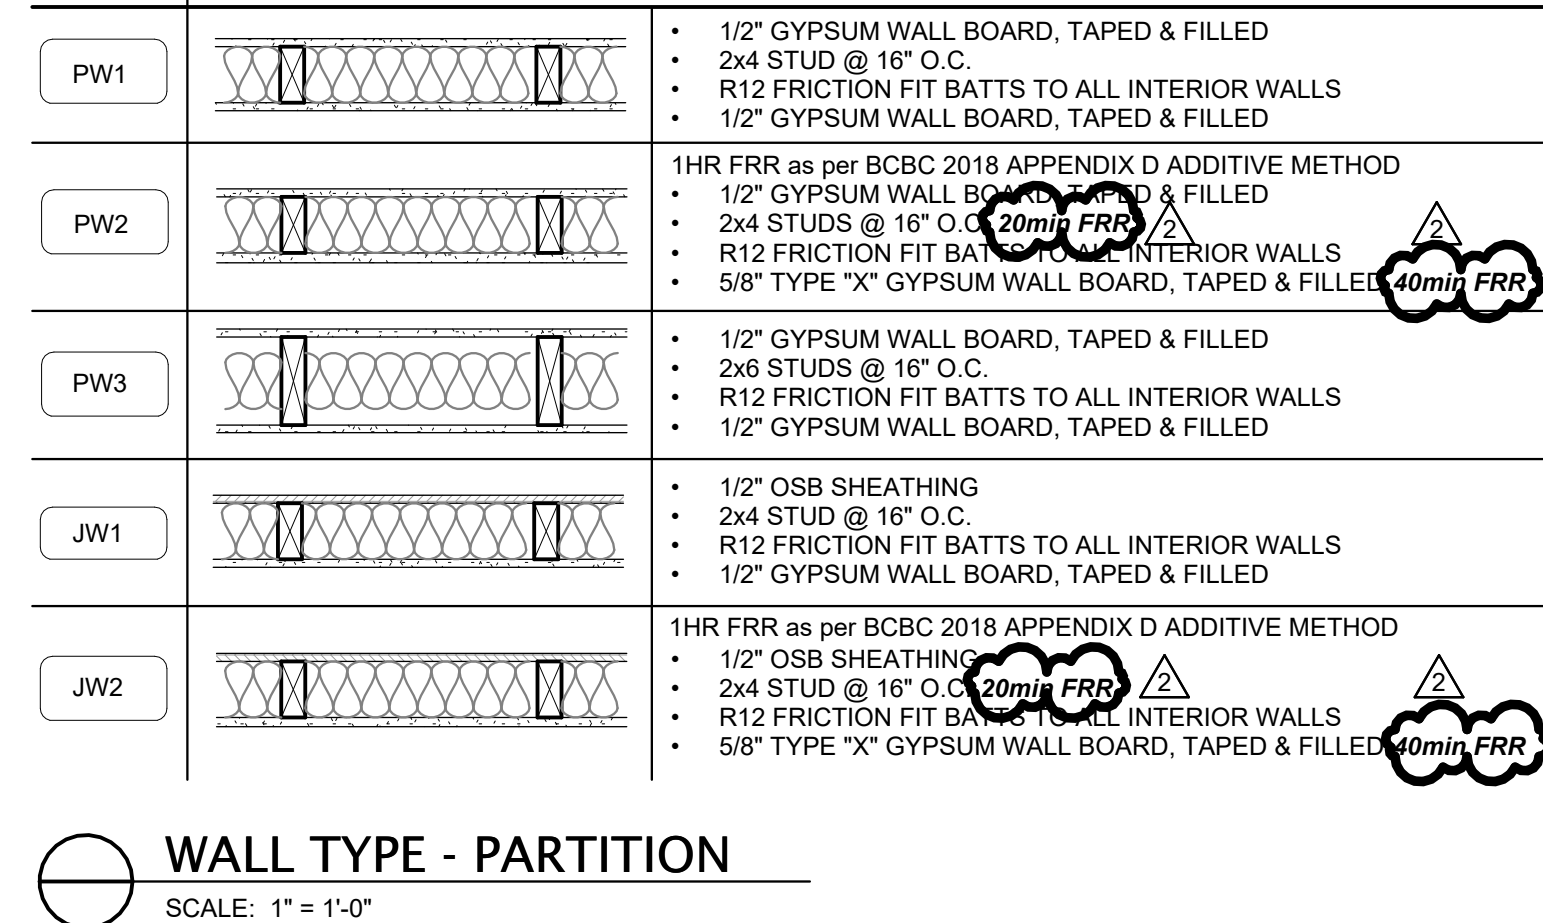 PW1
• 1/2" GYPSUM WALL BOARD, TAPED & FILLED
• 2x4 STUD @ 16" O.C.
• R12 FRICTION FIT BATTS TO ALL INTERIOR WALLS
• 1/2" GYPSUM WALL BOARD, TAPED & FILLED
PW2
1HR FRR as per BCBC 2018 APPENDIX D ADDITIVE METHOD
• 1/2" GYPSUM WALL BOARD, TAPED & FILLED
• 2x4 STUDS @ 16" O.C. 20min FRR 2 2
• R12 FRICTION FIT BATTS TO ALL INTERIOR WALLS
• 5/8" TYPE "X" GYPSUM WALL BOARD, TAPED & FILLED 40min FRR
PW3
• 1/2" GYPSUM WALL BOARD, TAPED & FILLED
• 2x6 STUDS @ 16" O.C.
• R12 FRICTION FIT BATTS TO ALL INTERIOR WALLS
• 1/2" GYPSUM WALL BOARD, TAPED & FILLED
JW1
• 1/2" OSB SHEATHING
• 2x4 STUD @ 16" O.C.
• R12 FRICTION FIT BATTS TO ALL INTERIOR WALLS
• 1/2" GYPSUM WALL BOARD, TAPED & FILLED
JW2
1HR FRR as per BCBC 2018 APPENDIX D ADDITIVE METHOD
• 1/2" OSB SHEATHING
• 2x4 STUD @ 16" O.C. 20min FRR 2 2
• R12 FRICTION FIT BATTS TO ALL INTERIOR WALLS
• 5/8" TYPE "X" GYPSUM WALL BOARD, TAPED & FILLED 40min FRR
WALL TYPE - PARTITION
SCALE: 1" = 1'-0"